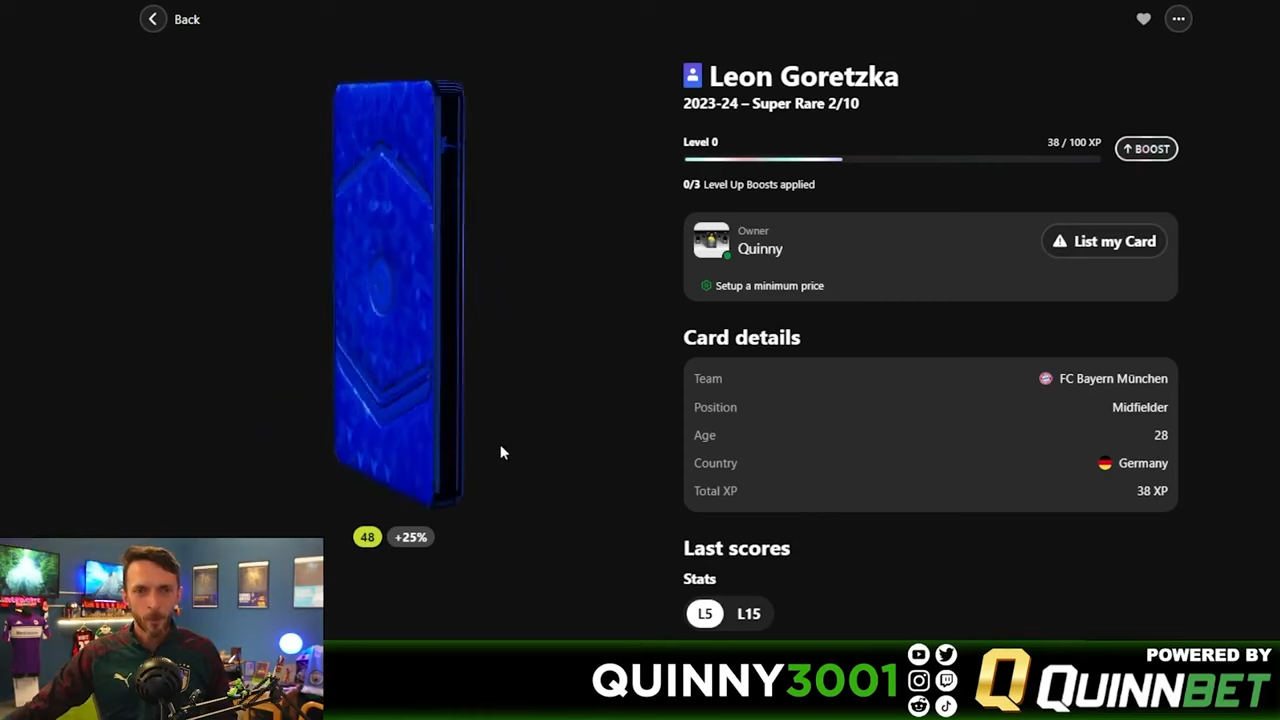 Back
Leon Goretzka
2023-24 – Super Rare 2/10
Level 0
38 / 100 XP
BOOST
0/3 Level Up Boosts applied
Owner
Quinny
List my Card
Setup a minimum price
Card details
Team
FC Bayern München
Position
Midfielder
Age
28
Country
Germany
Total XP
38 XP
48
+25%
Last scores
Stats
L5
L15
QUINNY3001
POWERED BY
QUINNBET